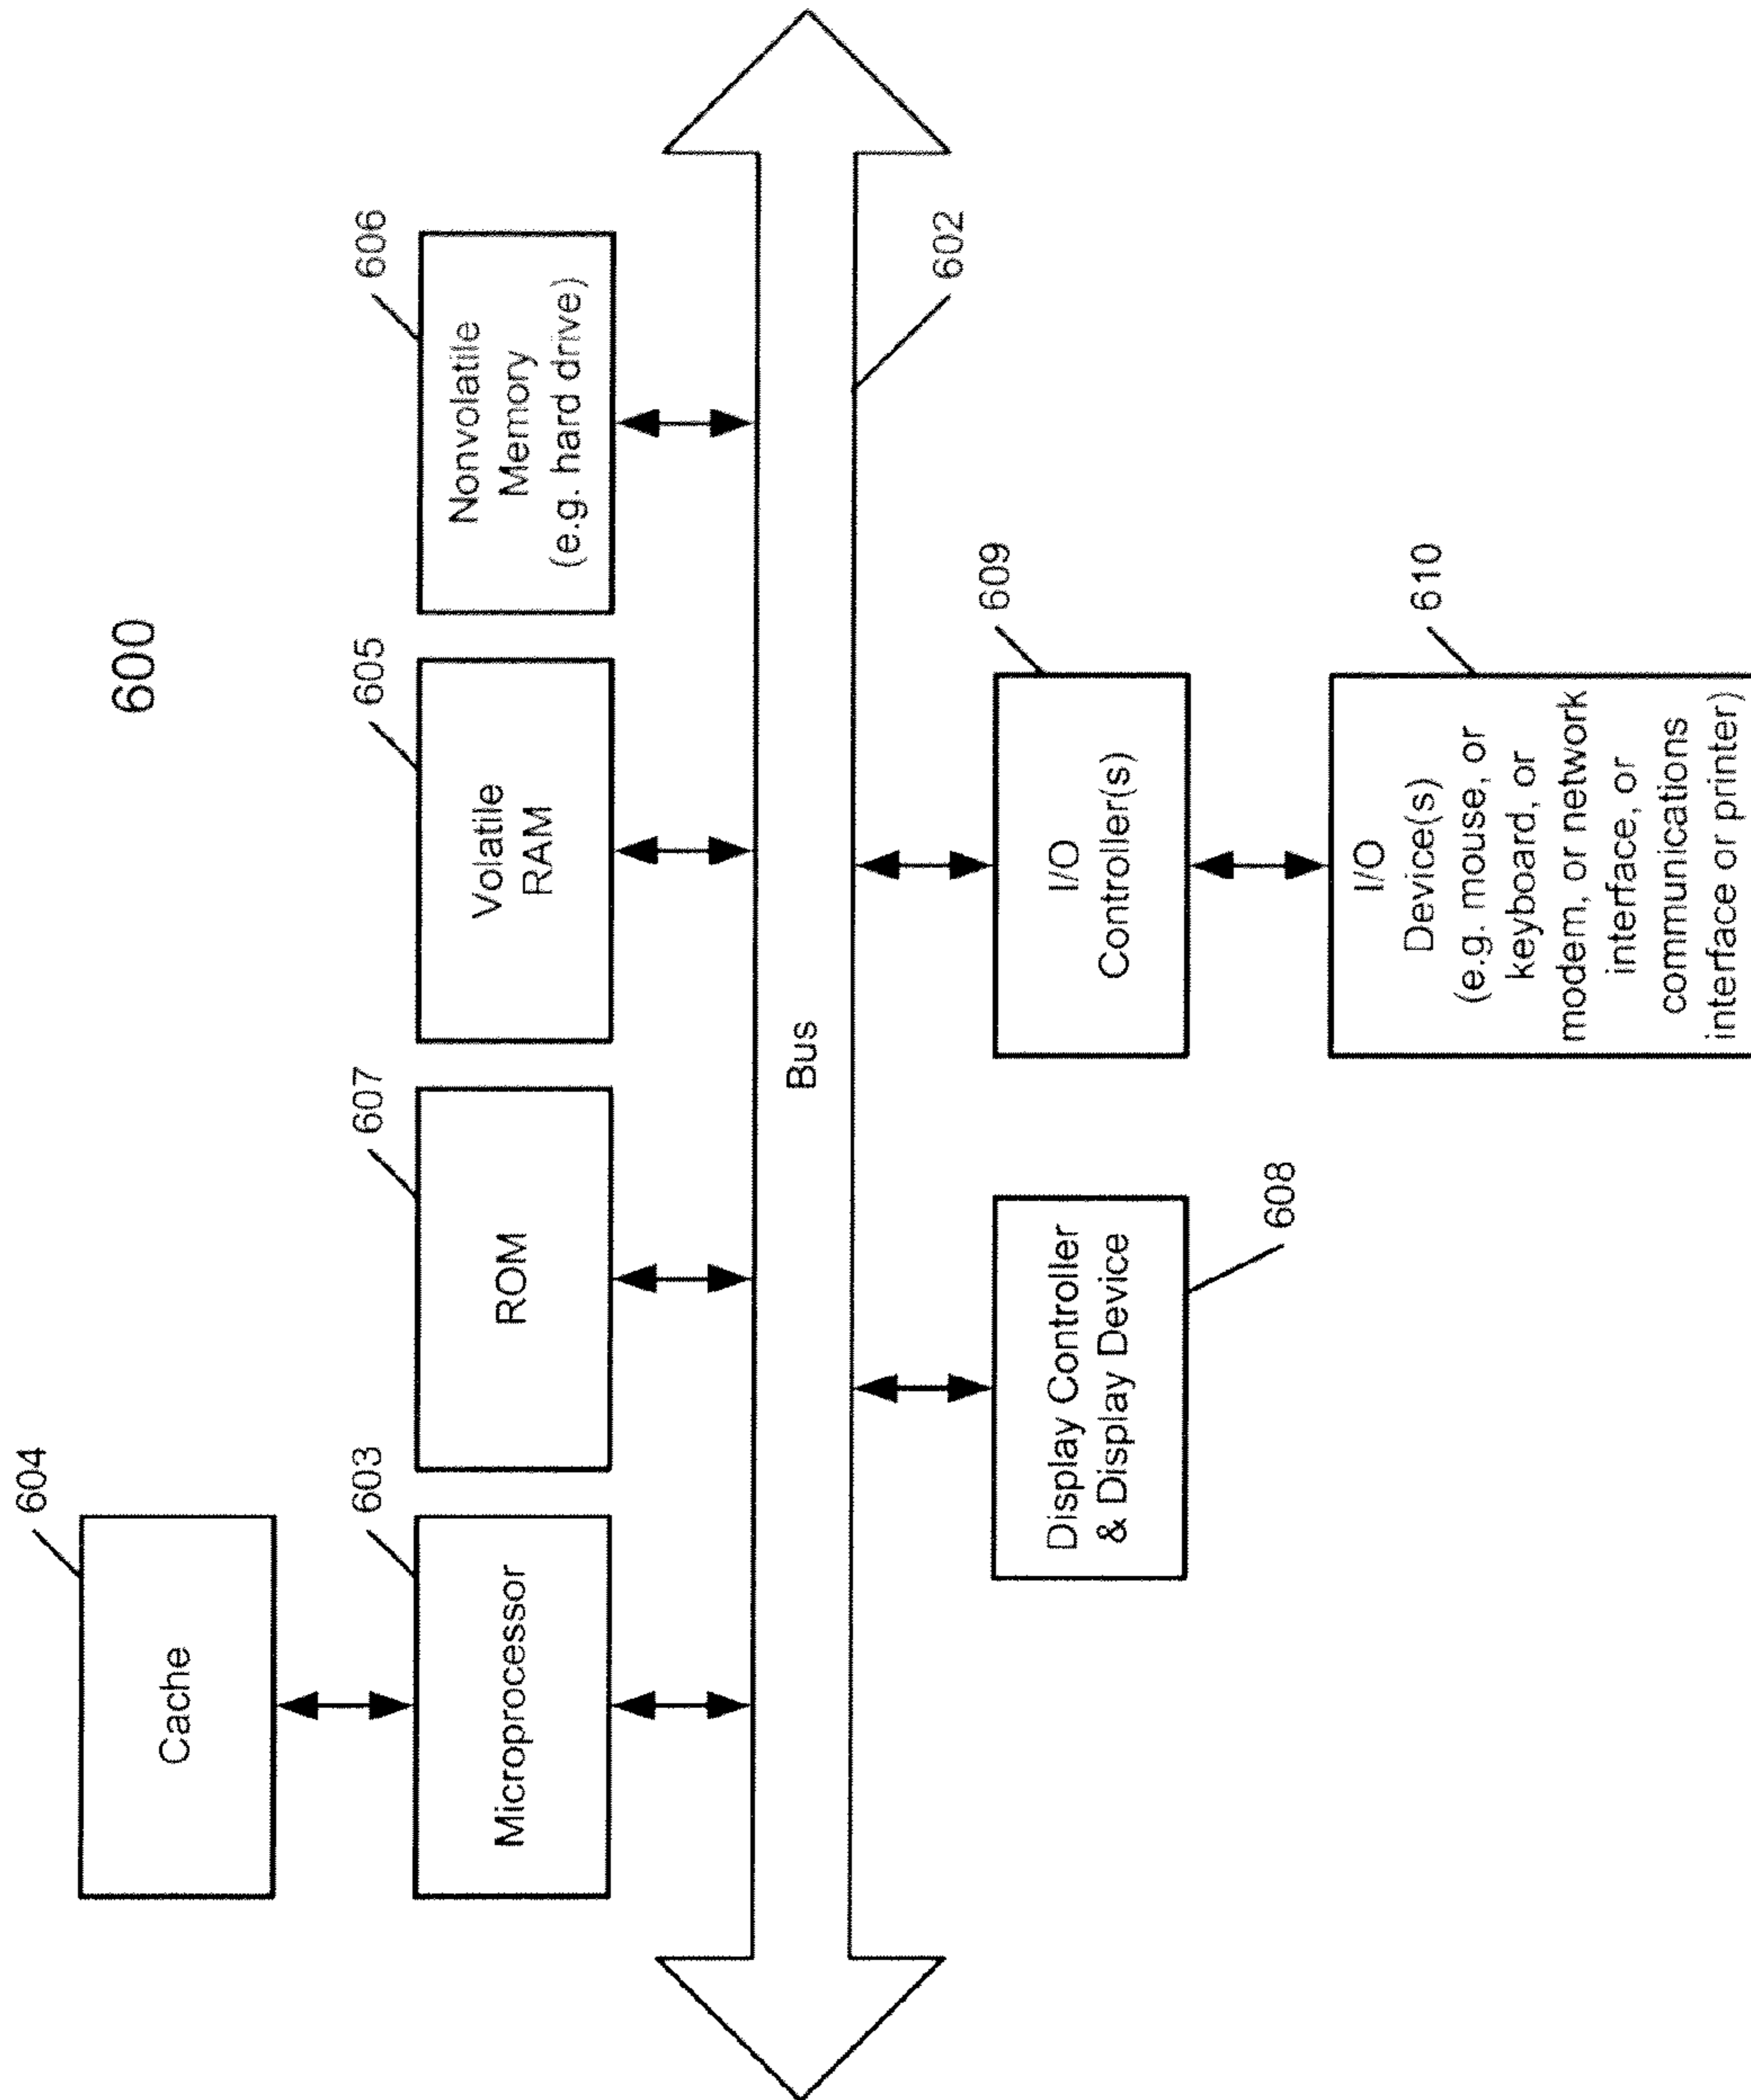 600
604
Cache
603
Microprocessor
607
ROM
605
Volatile
RAM
606
Nonvolatile
Memory
(e.g. hard drive)
Bus
602
Display Controller
& Display Device
608
I/O
Controller(s)
609
I/O
Device(s)
(e.g. mouse, or
keyboard, or
modem, or network
interface, or
communications
interface or printer)
610